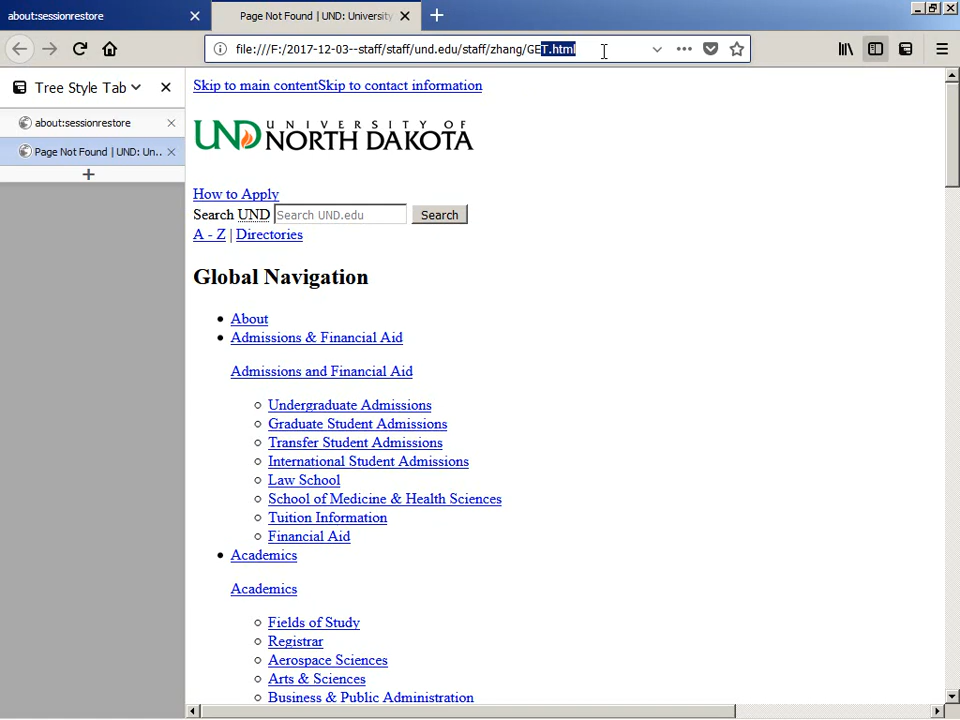 about:sessionrestore
Page Not Found | UND: University
file:///F:/2017-12-03--staff/staff/und.edu/staff/zhang/GET.html
Tree Style Tab
about:sessionrestore
Page Not Found | UND: Un..
Skip to main contentSkip to contact information
UND UNIVERSITY OF
NORTH DAKOTA
How to Apply
Search UND Search UND.edu Search
A - Z | Directories
Global Navigation
About
Admissions & Financial Aid
Admissions and Financial Aid
Undergraduate Admissions
Graduate Student Admissions
Transfer Student Admissions
International Student Admissions
Law School
School of Medicine & Health Sciences
Tuition Information
Financial Aid
Academics
Academics
Fields of Study
Registrar
Aerospace Sciences
Arts & Sciences
Business & Public Administration